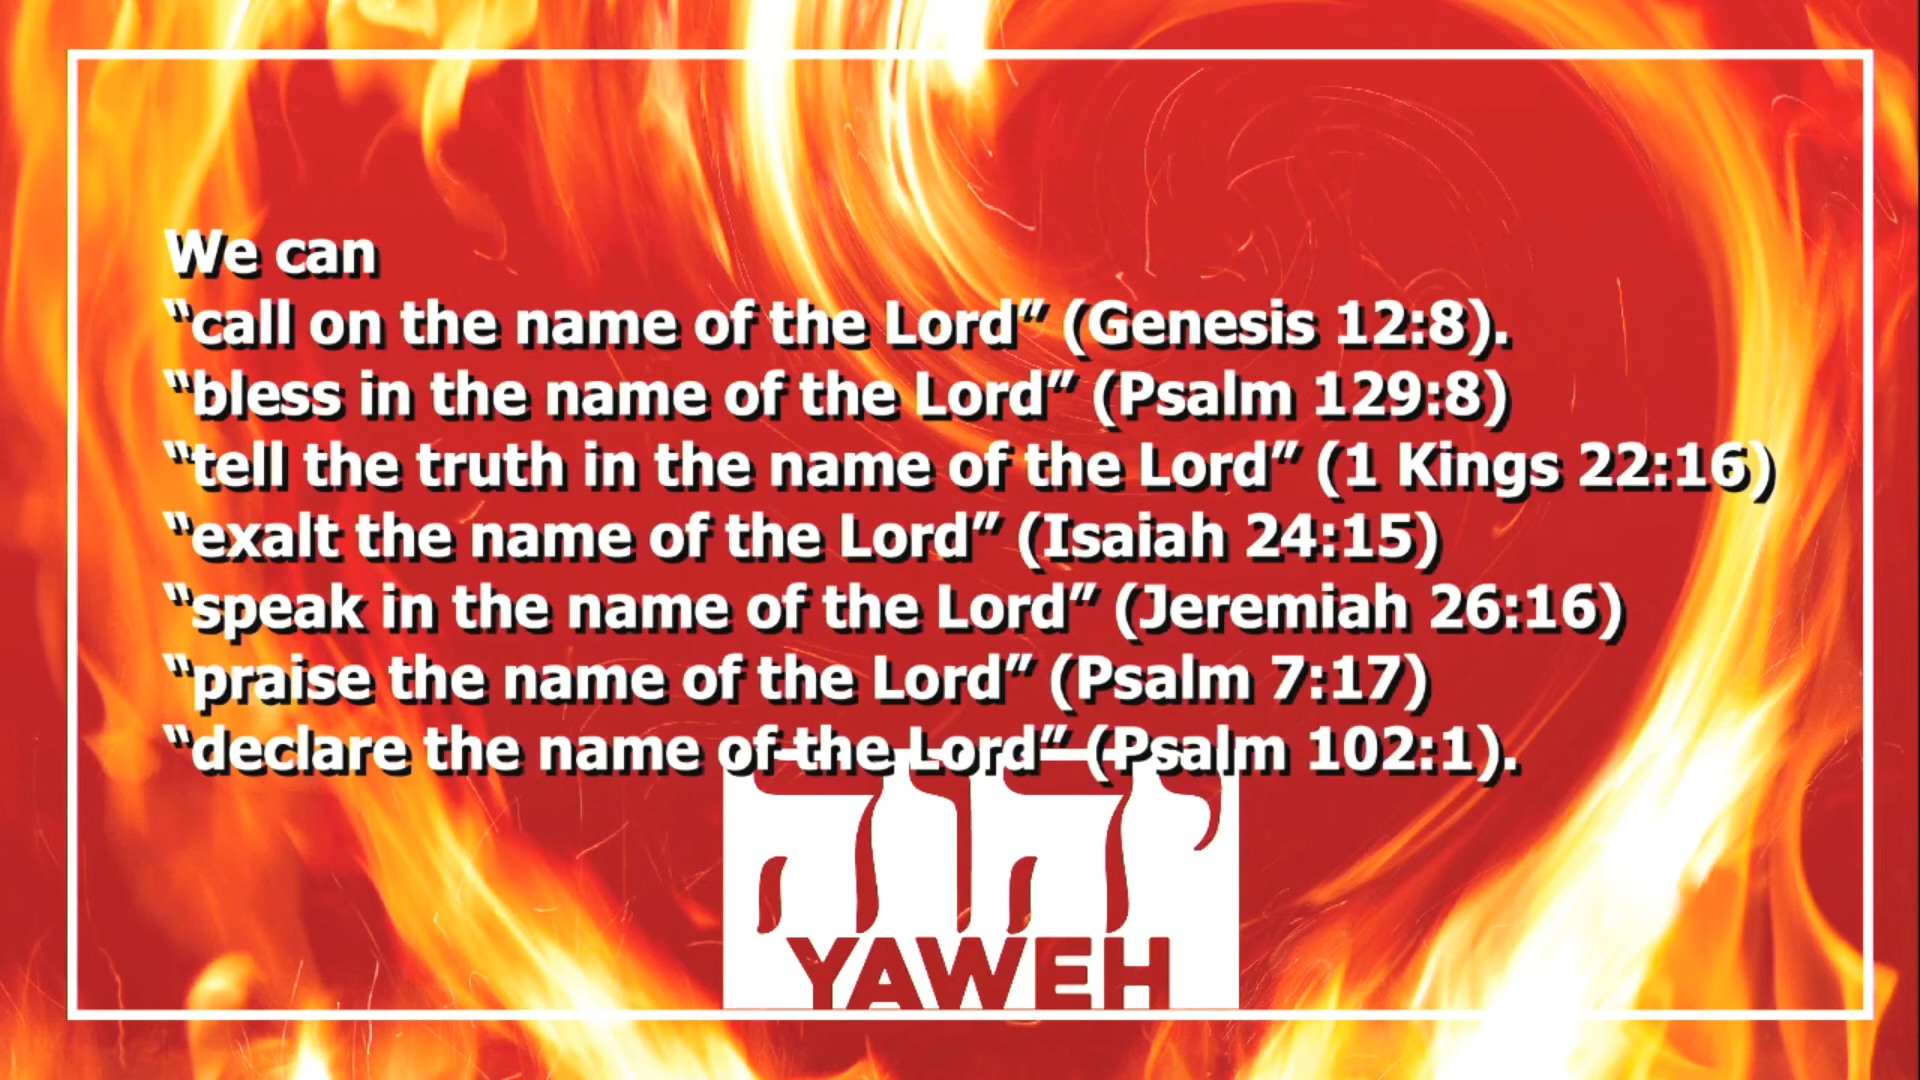 We can
“call on the name of the Lord” (Genesis 12:8).
“bless in the name of the Lord” (Psalm 129:8)
“tell the truth in the name of the Lord” (1 Kings 22:16)
“exalt the name of the Lord” (Isaiah 24:15)
“speak in the name of the Lord” (Jeremiah 26:16)
“praise the name of the Lord” (Psalm 7:17)
“declare the name of the Lord” (Psalm 102:1).
יהוה
YAWEH